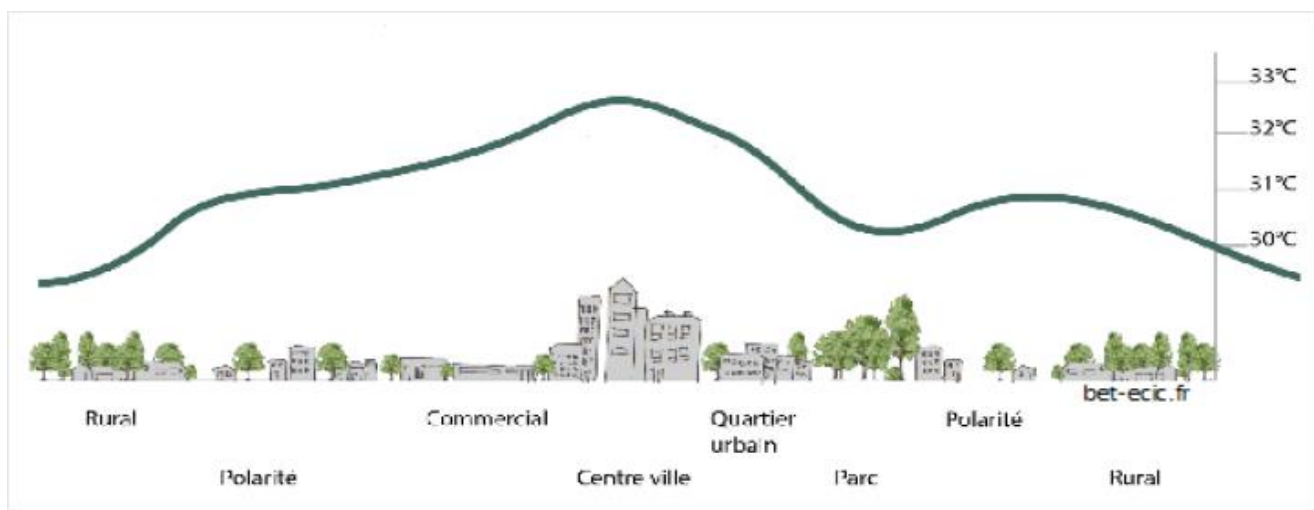 33°C
32°C
31°C
30°C
bet-ecic.fr
Rural
Commercial
Quartier
urbain
Polarité
Polarité
Centre ville
Parc
Rural